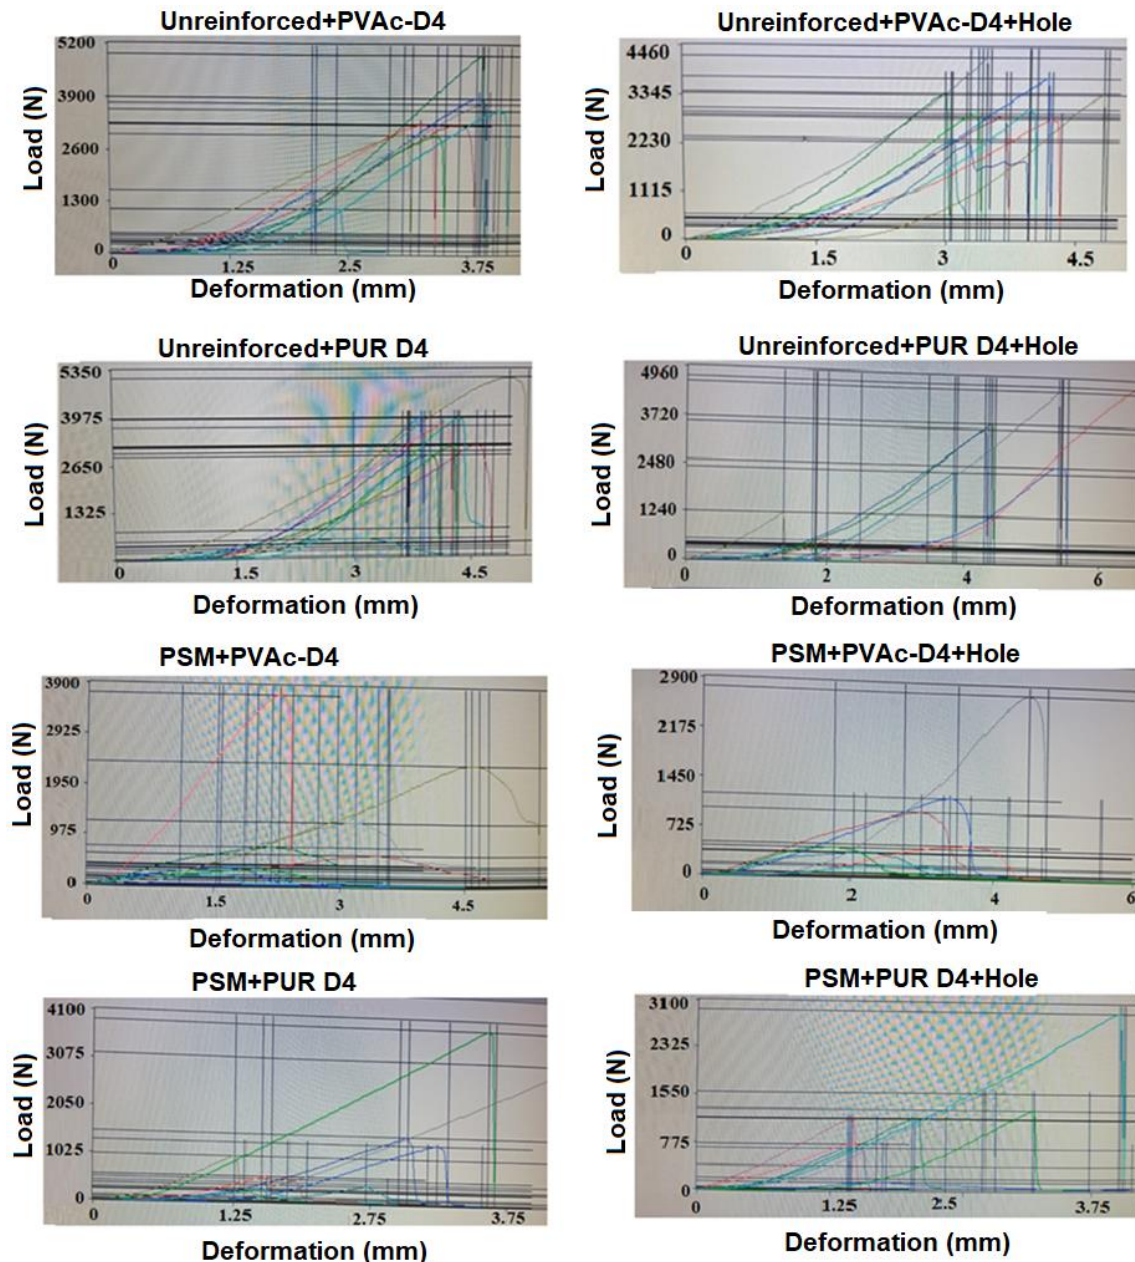 Unreinforced+PVAc-D4
5200
3900
2600
1300
0
0 1.25 2.5 3.75
Load (N)
Deformation (mm)
Unreinforced+PVAc-D4+Hole
4460
3345
2230
1115
0
0 1.5 3 4.5
Load (N)
Deformation (mm)
Unreinforced+PUR D4
5350
3975
2650
1325
0 1.5 3 4.5
Load (N)
Deformation (mm)
Unreinforced+PUR D4+Hole
4960
3720
2480
1240
0
0 2 4 6
Load (N)
Deformation (mm)
PSM+PVAc-D4
3900
2925
1950
975
0
0 1.5 3 4.5
Load (N)
Deformation (mm)
PSM+PVAc-D4+Hole
2900
2175
1450
725
0
0 2 4 6
Load (N)
Deformation (mm)
PSM+PUR D4
4100
3075
2050
1025
0
0 1.25 2.75 3.75
Load (N)
Deformation (mm)
PSM+PUR D4+Hole
3100
2325
1550
775
0
0 1.25 2.5 3.75
Load (N)
Deformation (mm)